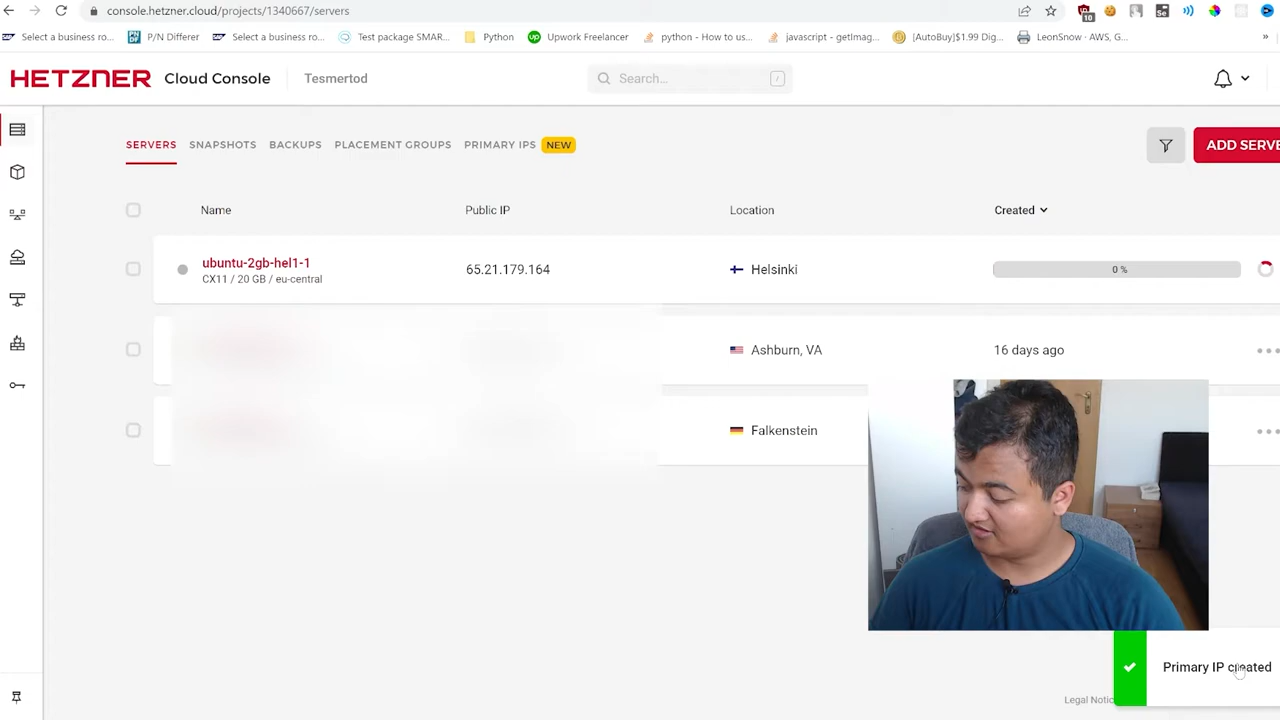 console.hetzner.cloud/projects/1340667/servers
10
Select a business ro...
P/N Differer
Select a business ro...
Test package SMAR...
Python
Upwork Freelancer
python - How to us...
javascript - getImag...
[AutoBuy]$1.99 Dig...
LeonSnow - AWS, G...
»
HETZNER Cloud Console
Tesmertod
Search...
/
SERVERS
SNAPSHOTS
BACKUPS
PLACEMENT GROUPS
PRIMARY IPS NEW
ADD SERVE
Name
Public IP
Location
Created
ubuntu-2gb-hel1-1
CX11 / 20 GB / eu-central
65.21.179.164
Helsinki
0 %
Ashburn, VA
16 days ago
Falkenstein
Primary IP created
Legal Notic